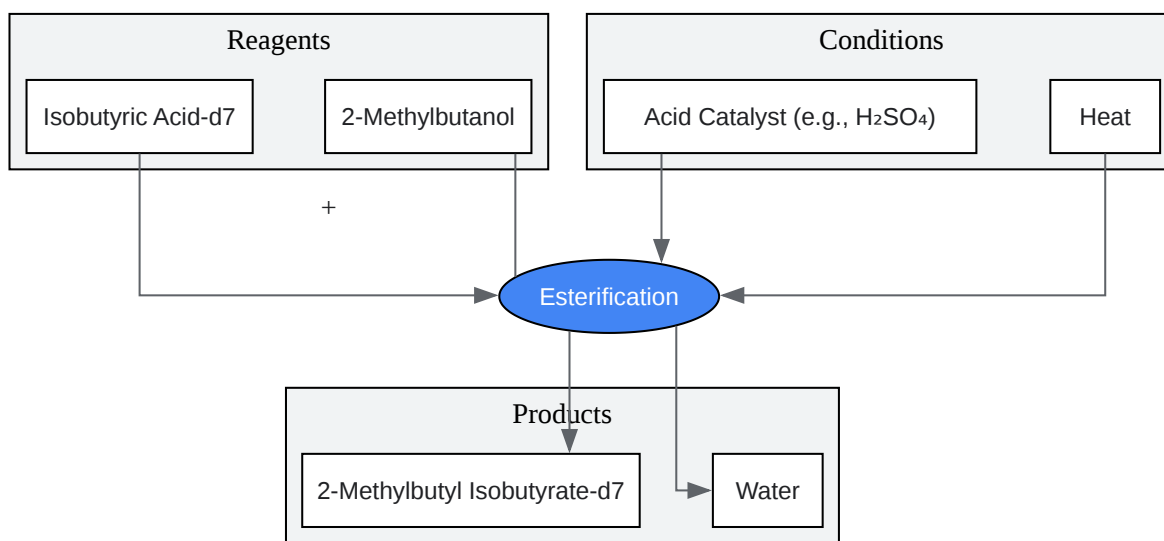 Reagents
Conditions
Isobutyric Acid-d7
2-Methylbutanol
Acid Catalyst (e.g., H₂SO₄)
Heat
+
Esterification
Products
2-Methylbutyl Isobutyrate-d7
Water